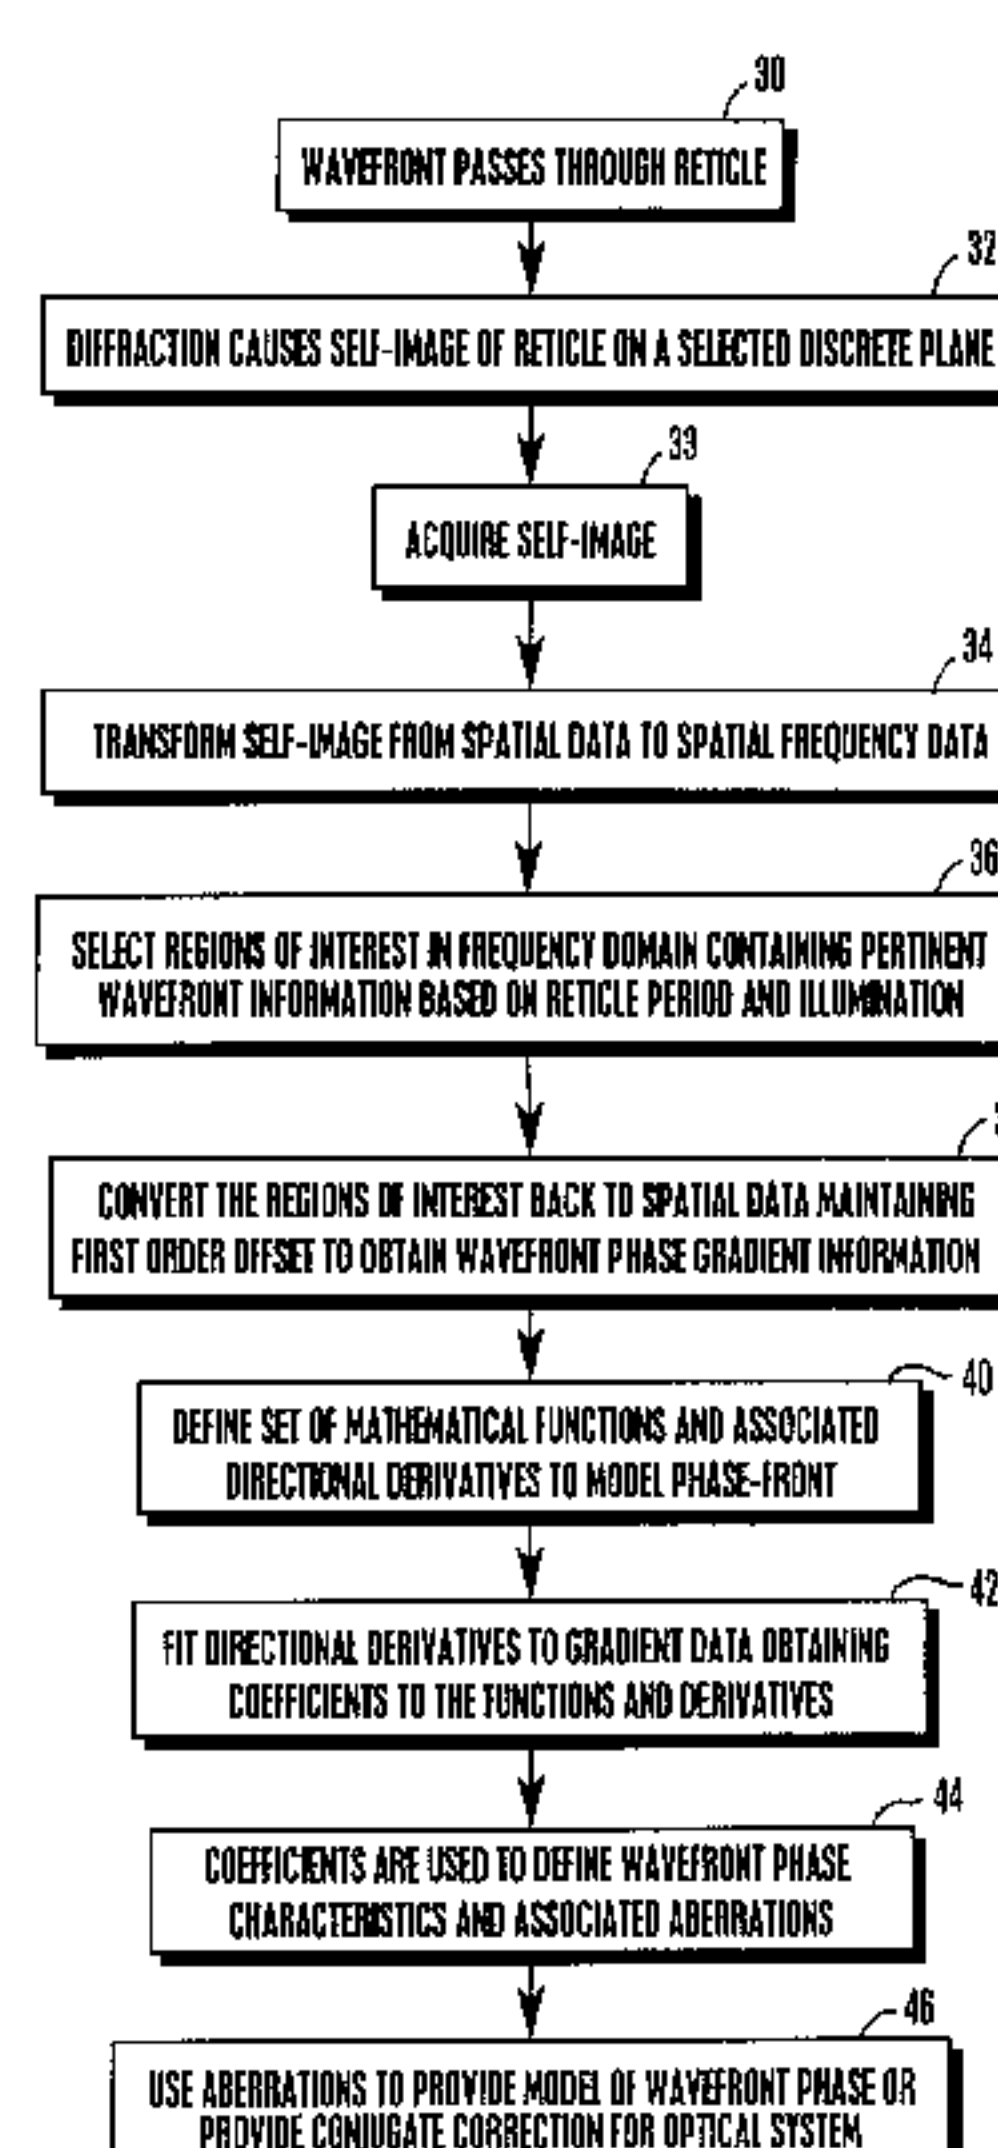 30
WAVEFRONT PASSES THROUGH RETICLE
32
DIFFRACTION CAUSES SELF-IMAGE OF RETICLE ON A SELECTED DISCRETE PLANE
33
ACQUIRE SELF-IMAGE
34
TRANSFORM SELF-IMAGE FROM SPATIAL DATA TO SPATIAL FREQUENCY DATA
36
SELECT REGIONS OF INTEREST IN FREQUENCY DOMAIN CONTAINING PERTINENT
WAVEFRONT INFORMATION BASED ON RETICLE PERIOD AND ILLUMINATION
CONVERT THE REGIONS OF INTEREST BACK TO SPATIAL DATA MAINTAINING
FIRST ORDER OFFSET TO OBTAIN WAVEFRONT PHASE GRADIENT INFORMATION
40
DEFINE SET OF MATHEMATICAL FUNCTIONS AND ASSOCIATED
DIRECTIONAL DERIVATIVES TO MODEL PHASE-FRONT
42
FIT DIRECTIONAL DERIVATIVES TO GRADIENT DATA OBTAINING
COEFFICIENTS TO THE FUNCTIONS AND DERIVATIVES
44
COEFFICIENTS ARE USED TO DEFINE WAVEFRONT PHASE
CHARACTERISTICS AND ASSOCIATED ABERRATIONS
46
USE ABERRATIONS TO PROVIDE MODEL OF WAVEFRONT PHASE OR
PROVIDE CONJUGATE CORRECTION FOR OPTICAL SYSTEM